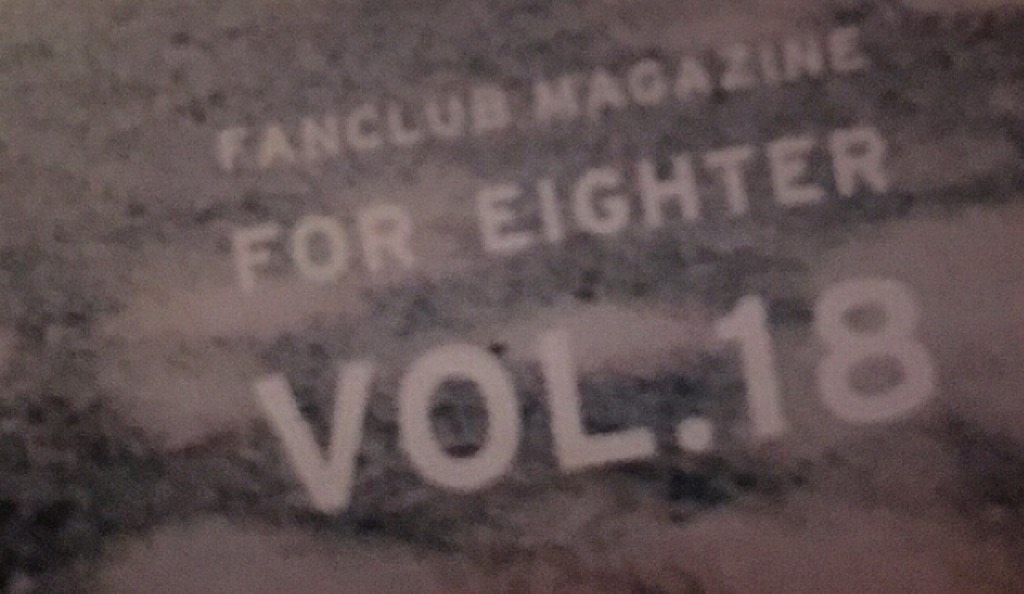 FANCLUB MAGAZINE
FOR EIGHTER
VOL.18